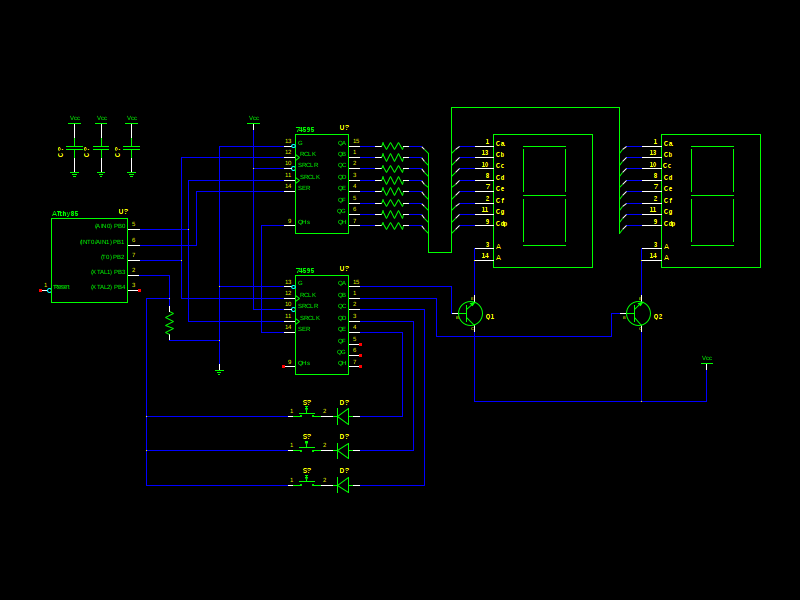 Vcc Vcc Vcc
C? C? C?
Vcc
74595 U?
13 G QA 15
12 RCLK QB 1
10 SRCLR QC 2
11 SRCLK QD 3
14 SER QE 4
QF 5
QG 6
9 QHs QH 7
1 Ca
13 Cb
10 Cc
8 Cd
7 Ce
2 Cf
11 Cg
9 Cdp
3 A
14 A
1 Ca
13 Cb
10 Cc
8 Cd
7 Ce
2 Cf
11 Cg
9 Cdp
3 A
14 A
ATtiny85 U?
(AIN0) PB0 5
(INT0/AIN1) PB1 6
(T0) PB2 7
(XTAL1) PB3 2
1 Reset (XTAL2) PB4 3
74595 U?
13 G QA 15
12 RCLK QB 1
10 SRCLR QC 2
11 SRCLK QD 3
14 SER QE 4
QF 5
QG 6
9 QHs QH 7
Q1
Q2
Vcc
S? D?
1 2
S? D?
1 2
S? D?
1 2